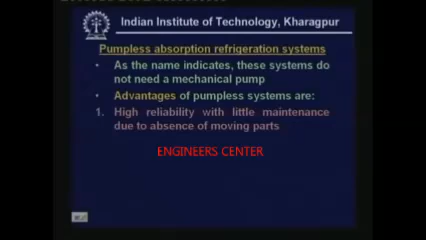 Indian Institute of Technology, Kharagpur
Pumpless absorption refrigeration systems
• As the name indicates, these systems do
not need a mechanical pump
• Advantages of pumpless systems are:
1. High reliability with little maintenance
due to absence of moving parts
ENGINEERS CENTER